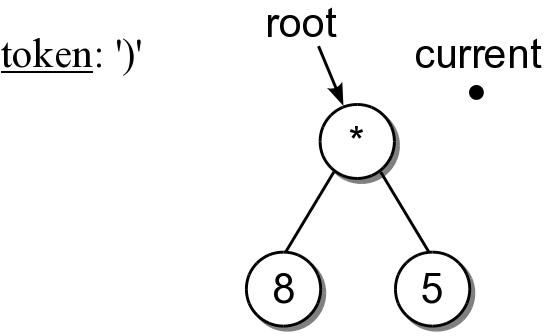 root
token: ')'
current
*
8
5